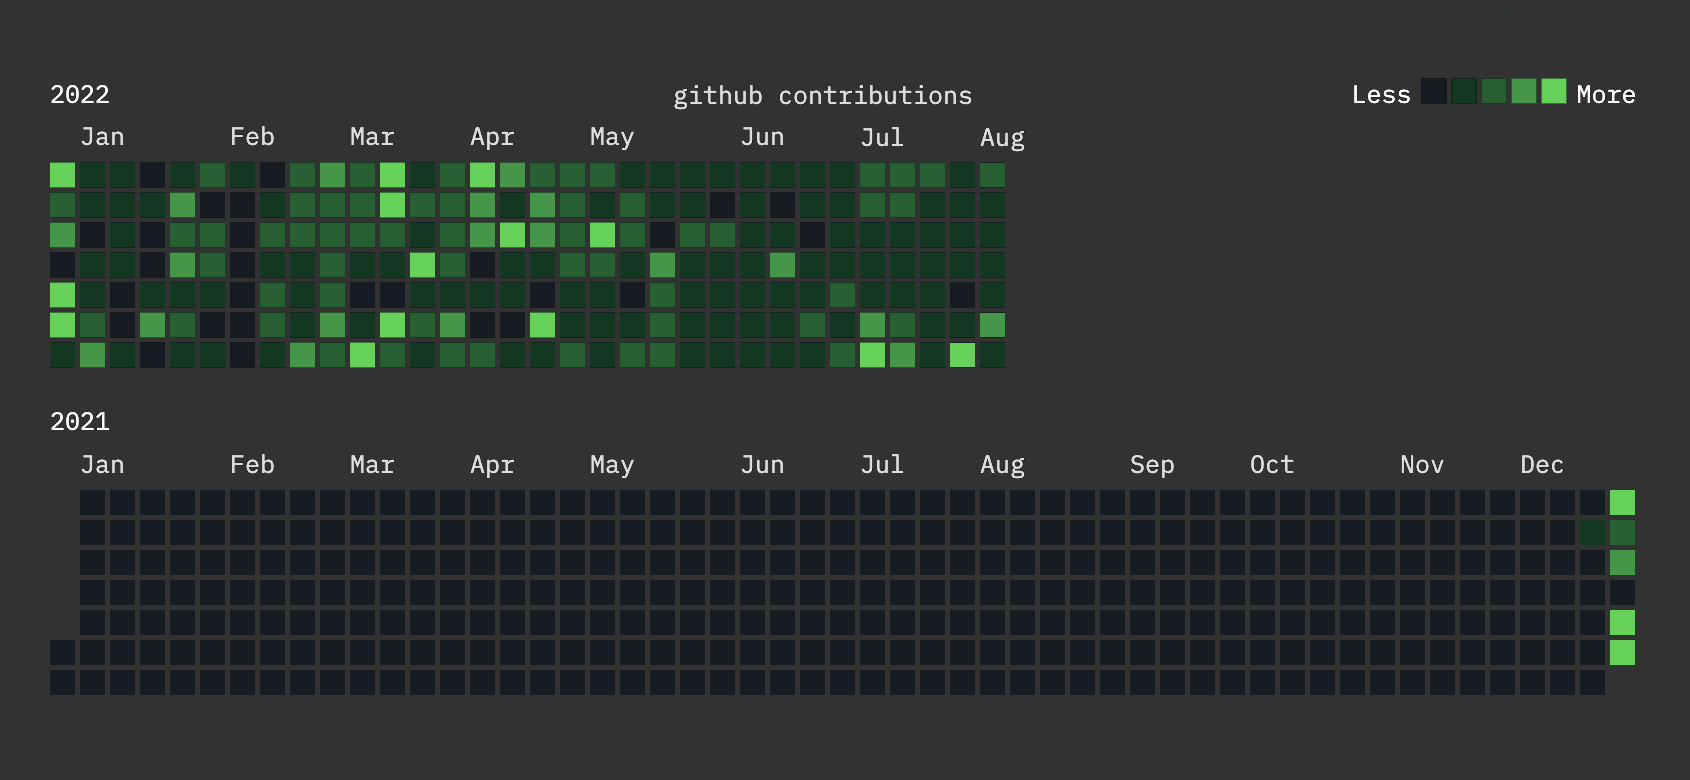 2022
github contributions
Less More
Jan Feb Mar Apr May Jun Jul Aug
2021
Jan Feb Mar Apr May Jun Jul Aug Sep Oct Nov Dec